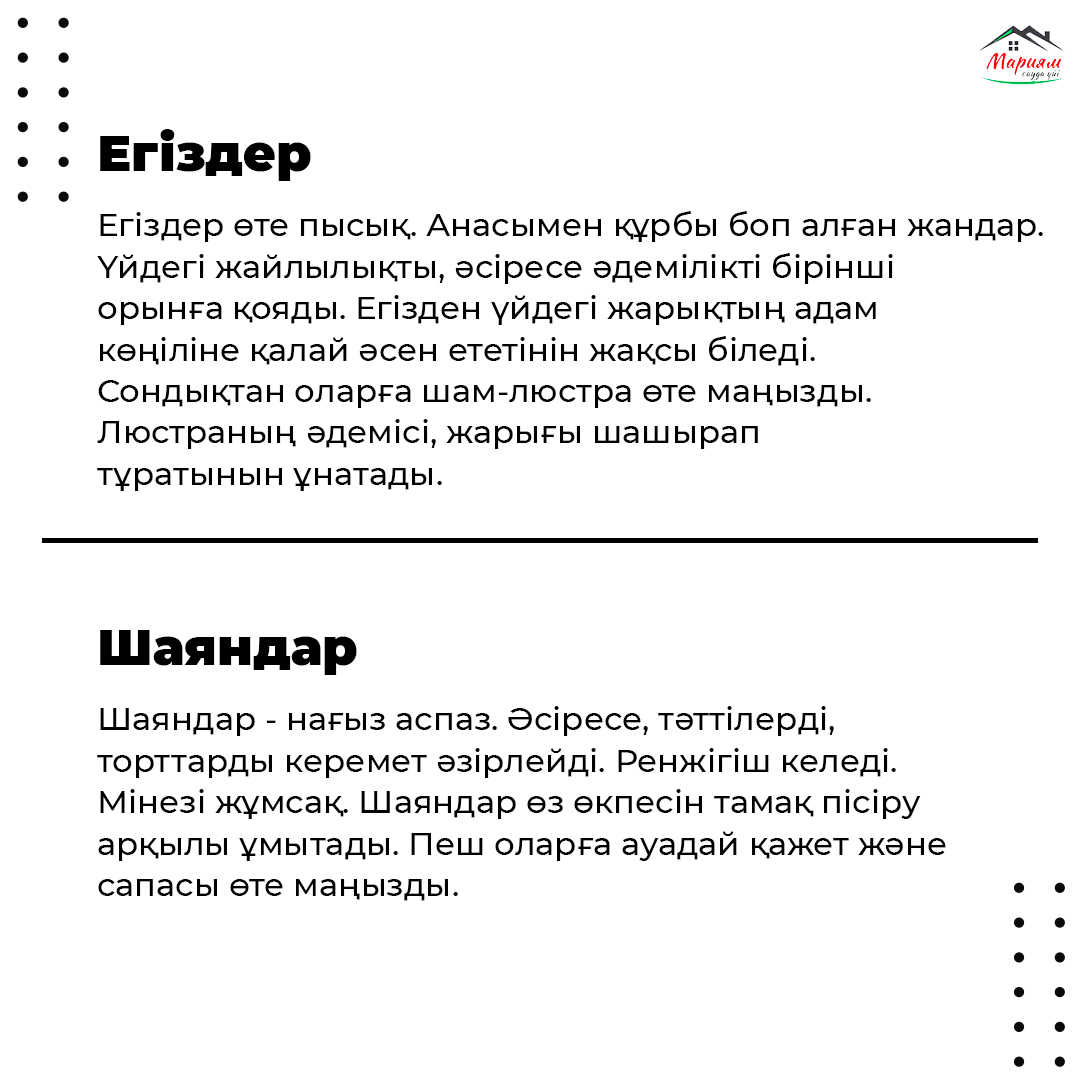 Мариям
сауда үйі
Егіздер
Егіздер өте пысық. Анасымен құрбы боп алған жандар.
Үйдегі жайлылықты, әсіресе әдемілікті бірінші
орынға қояды. Егізден үйдегі жарықтың адам
көңіліне қалай әсен ететінін жақсы біледі.
Сондықтан оларға шам-люстра өте маңызды.
Люстраның әдемісі, жарығы шашырап
тұратынын ұнатады.
Шаяндар
Шаяндар - нағыз аспаз. Әсіресе, тәттілерді,
торттарды керемет әзірлейді. Ренжігіш келеді.
Мінезі жұмсақ. Шаяндар өз өкпесін тамақ пісіру
арқылы ұмытады. Пеш оларға ауадай қажет және
сапасы өте маңызды.